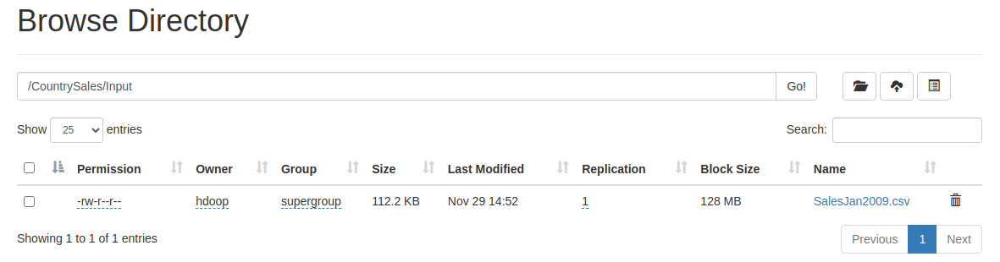 Browse Directory
/CountrySales/Input Go!
Show 25 entries Search:
Permission Owner Group Size Last Modified Replication Block Size Name
-rw-r--r-- hdoop supergroup 112.2 KB Nov 29 14:52 1 128 MB SalesJan2009.csv
Showing 1 to 1 of 1 entries Previous 1 Next